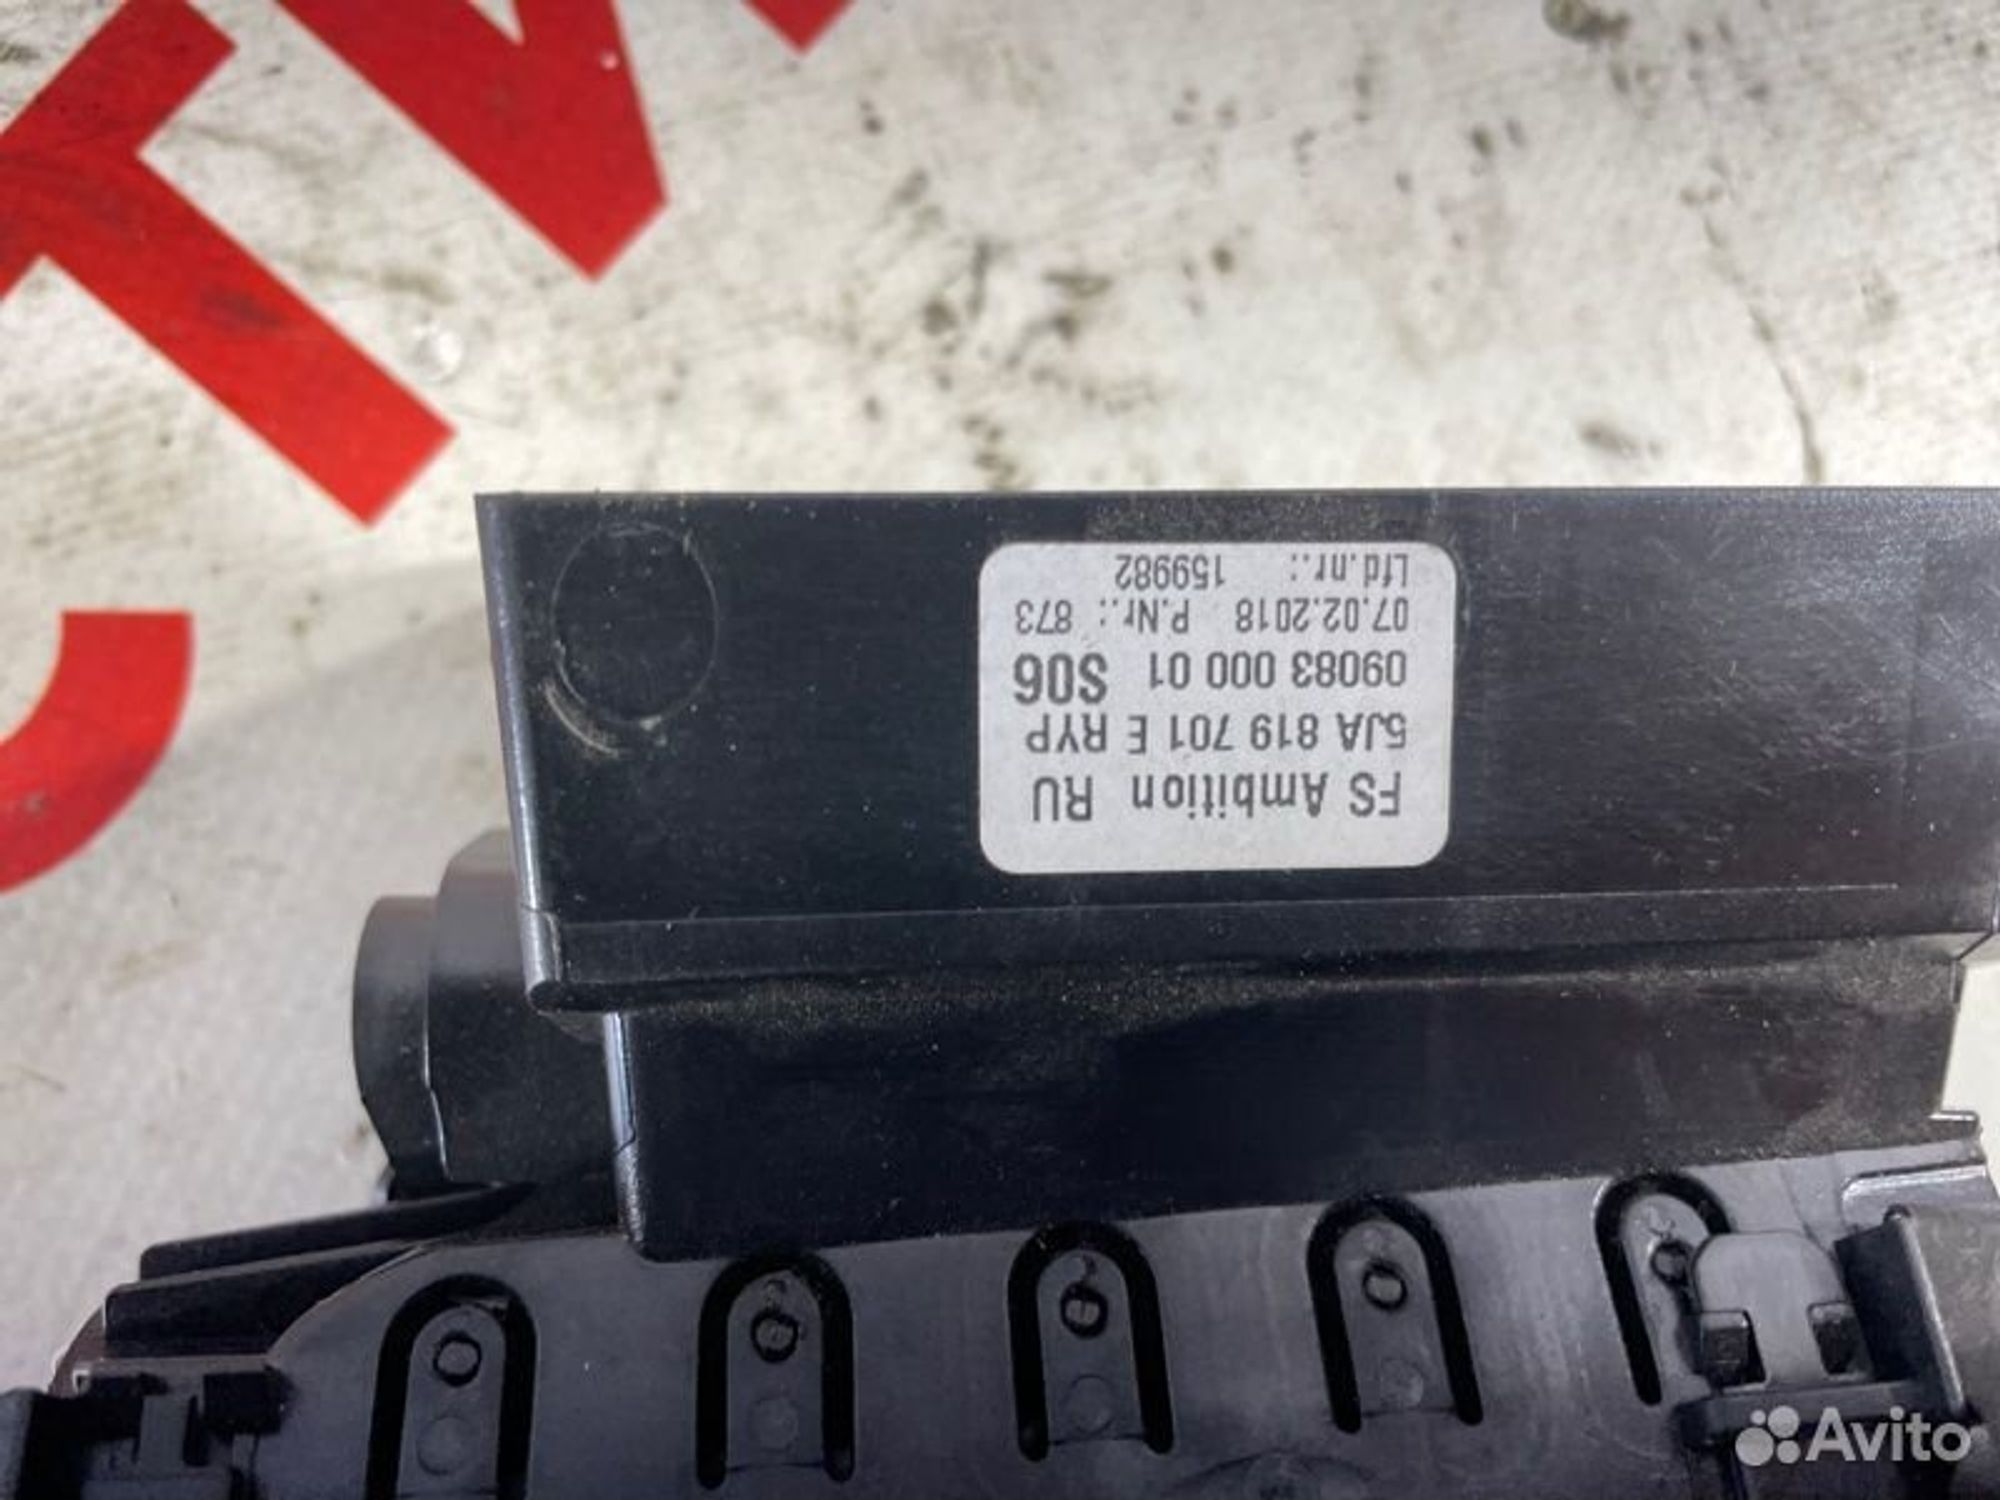 FS Ambition RU
5JA 819 701 E RYP
09083 000 01 S06
07.02.2018 P.Nr.: 873
Lfd.nr.: 159982
Avito